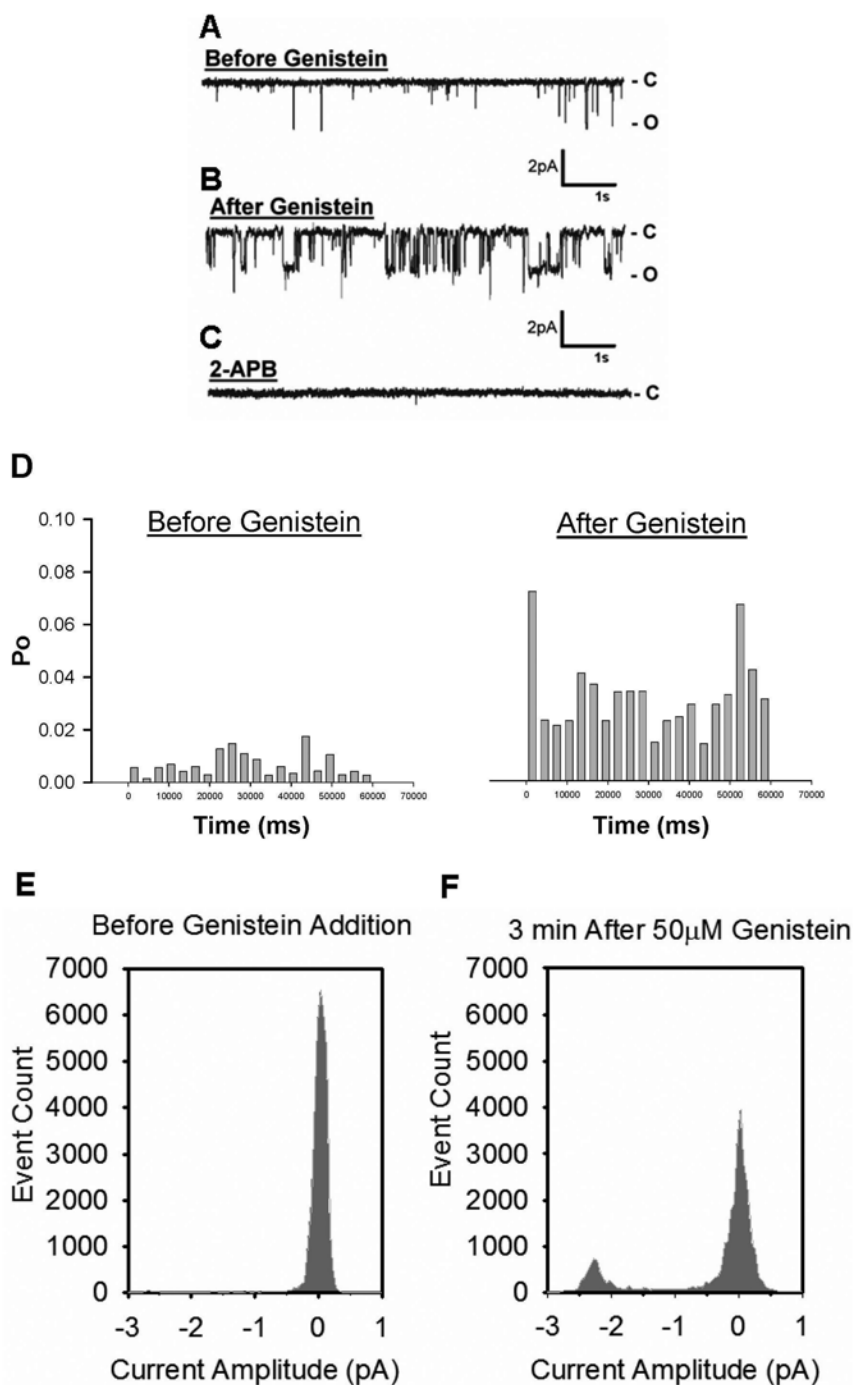 A
Before Genistein
- C
- O
2pA
1s
B
After Genistein
- C
- O
2pA
1s
C
2-APB
- C
D
Before Genistein
After Genistein
Po
0.10
0.08
0.06
0.04
0.02
0.00
0 10000 20000 30000 40000 50000 60000 70000
0 10000 20000 30000 40000 50000 60000 70000
Time (ms)
Time (ms)
E
Before Genistein Addition
Event Count
7000
6000
5000
4000
3000
2000
1000
0
-3 -2 -1 0 1
Current Amplitude (pA)
F
3 min After 50μM Genistein
Event Count
7000
6000
5000
4000
3000
2000
1000
0
-3 -2 -1 0 1
Current Amplitude (pA)